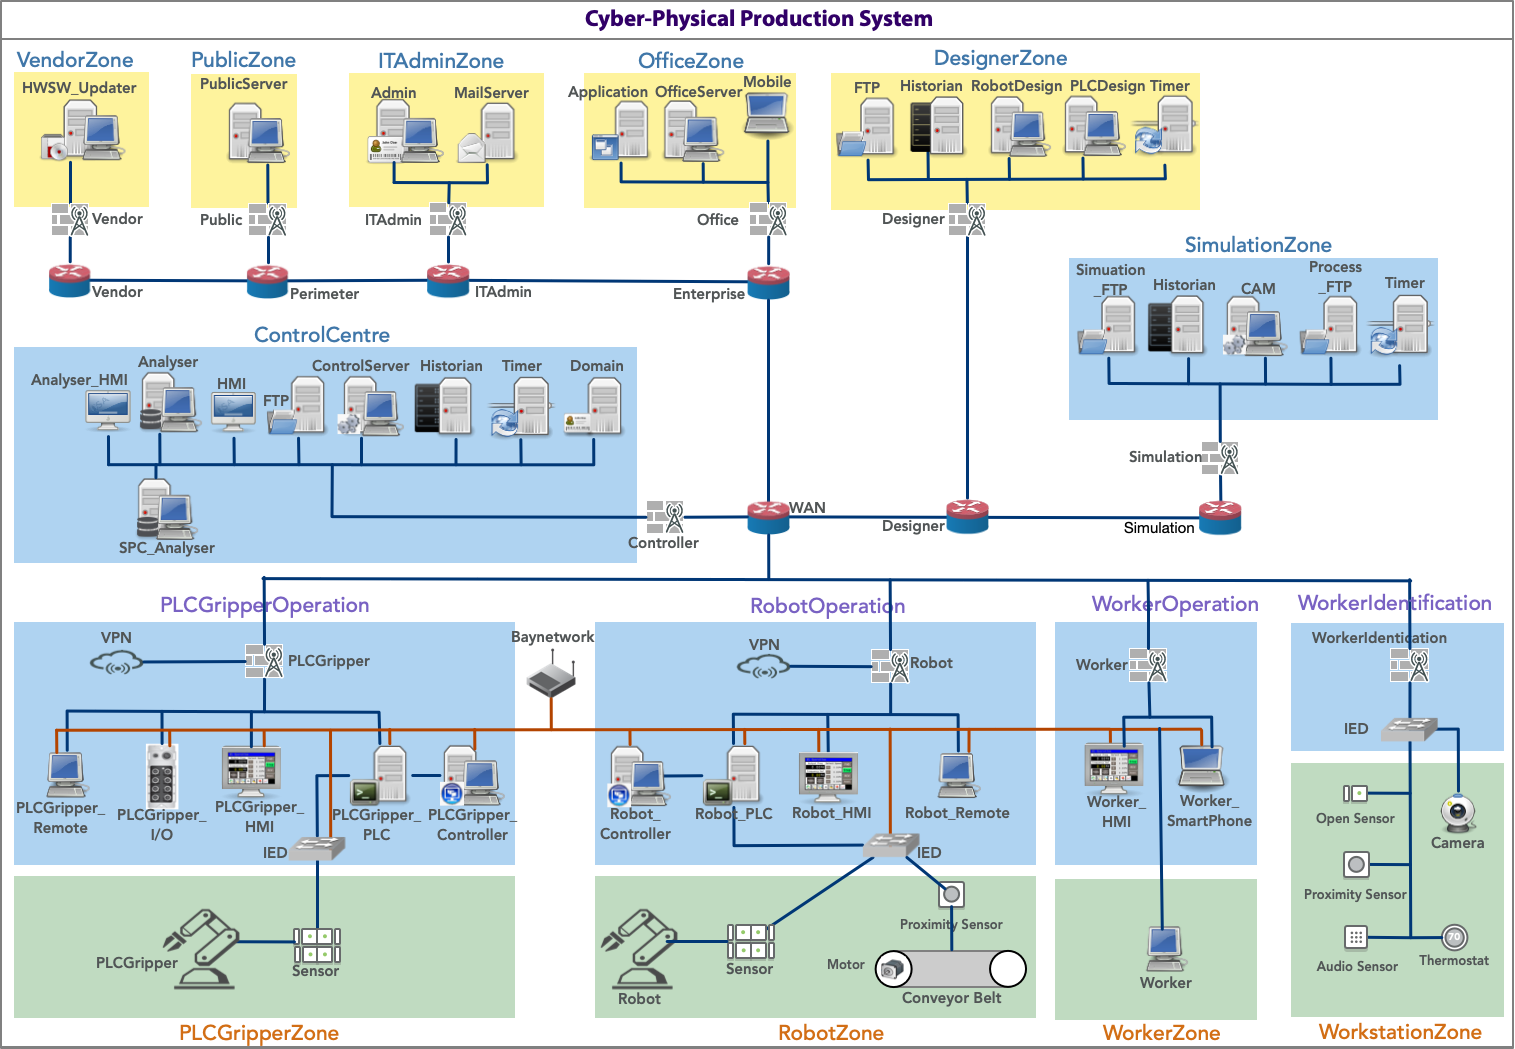 Cyber-Physical Production System
VendorZone
HWSW_Updater
Vendor
Vendor
PublicZone
PublicServer
Public
Perimeter
ITAdminZone
Admin
MailServer
ITAdmin
ITAdmin
OfficeZone
Application
OfficeServer
Mobile
Office
Enterprise
DesignerZone
FTP
Historian
RobotDesign
PLCDesign
Timer
Designer
SimulationZone
Simuation
_FTP
Historian
CAM
Process
_FTP
Timer
Simulation
Simulation
ControlCentre
Analyser_HMI
Analyser
HMI
FTP
ControlServer
Historian
Timer
Domain
SPC_Analyser
Controller
WAN
Designer
PLCGripperOperation
VPN
PLCGripper
Baynetwork
PLCGripper_
Remote
PLCGripper_
I/O
PLCGripper_
HMI
PLCGripper_
PLC
PLCGripper_
Controller
IED
PLCGripper
Sensor
PLCGripperZone
RobotOperation
VPN
Robot
Robot_
Controller
Robot_PLC
Robot_HMI
Robot_Remote
IED
Proximity Sensor
Sensor
Robot
Motor
Conveyor Belt
RobotZone
WorkerOperation
Worker
Worker_
HMI
Worker_
SmartPhone
Worker
WorkerZone
WorkerIdentification
WorkerIdentication
IED
Open Sensor
Camera
Proximity Sensor
70
Audio Sensor
Thermostat
WorkstationZone